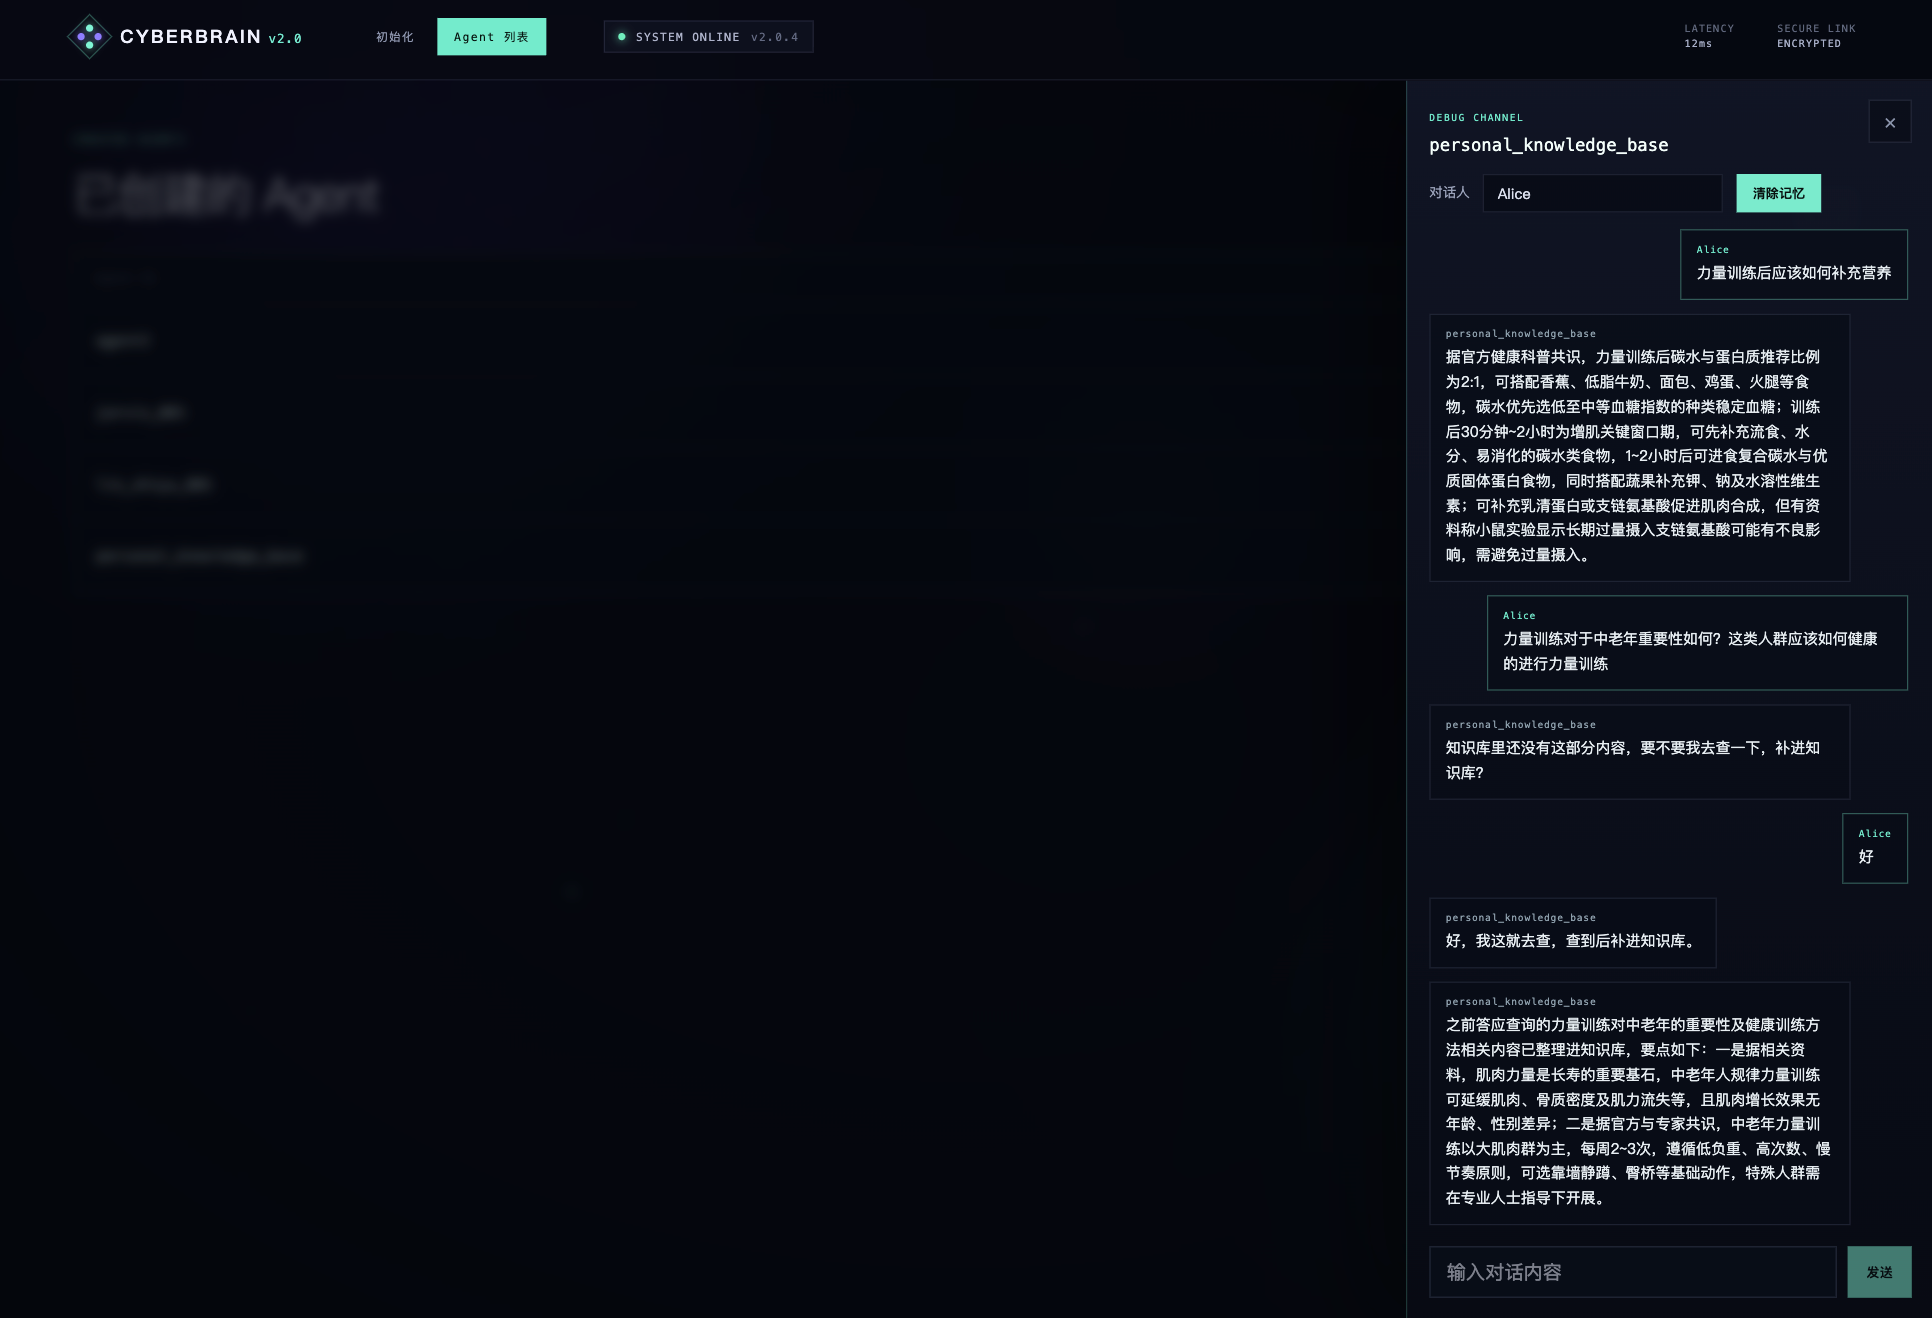 CYBERBRAIN v2.0
初始化
Agent 列表
SYSTEM ONLINE v2.0.4
LATENCY
12ms
SECURE LINK
ENCRYPTED
已创建的 Agent
DEBUG CHANNEL
personal_knowledge_base
对话人
Alice
清除记忆
Alice
力量训练后应该如何补充营养
personal_knowledge_base
据官方健康科普共识，力量训练后碳水与蛋白质推荐比例
为2:1，可搭配香蕉、低脂牛奶、面包、鸡蛋、火腿等食
物，碳水优先选低至中等血糖指数的种类稳定血糖；训练
后30分钟~2小时为增肌关键窗口期，可先补充流食、水
分、易消化的碳水类食物，1~2小时后可进食复合碳水与优
质固体蛋白食物，同时搭配蔬果补充钾、钠及水溶性维生
素；可补充乳清蛋白或支链氨基酸促进肌肉合成，但有资
料称小鼠实验显示长期过量摄入支链氨基酸可能有不良影
响，需避免过量摄入。
Alice
力量训练对于中老年重要性如何？这类人群应该如何健康
的进行力量训练
personal_knowledge_base
知识库里还没有这部分内容，要不要我去查一下，补进知
识库？
Alice
好
personal_knowledge_base
好，我这就去查，查到后补进知识库。
personal_knowledge_base
之前答应查询的力量训练对中老年的重要性及健康训练方
法相关内容已整理进知识库，要点如下：一是据相关资
料，肌肉力量是长寿的重要基石，中老年人规律力量训练
可延缓肌肉、骨质密度及肌力流失等，且肌肉增长效果无
年龄、性别差异；二是据官方与专家共识，中老年力量训
练以大肌肉群为主，每周2~3次，遵循低负重、高次数、慢
节奏原则，可选靠墙静蹲、臀桥等基础动作，特殊人群需
在专业人士指导下开展。
输入对话内容
发送